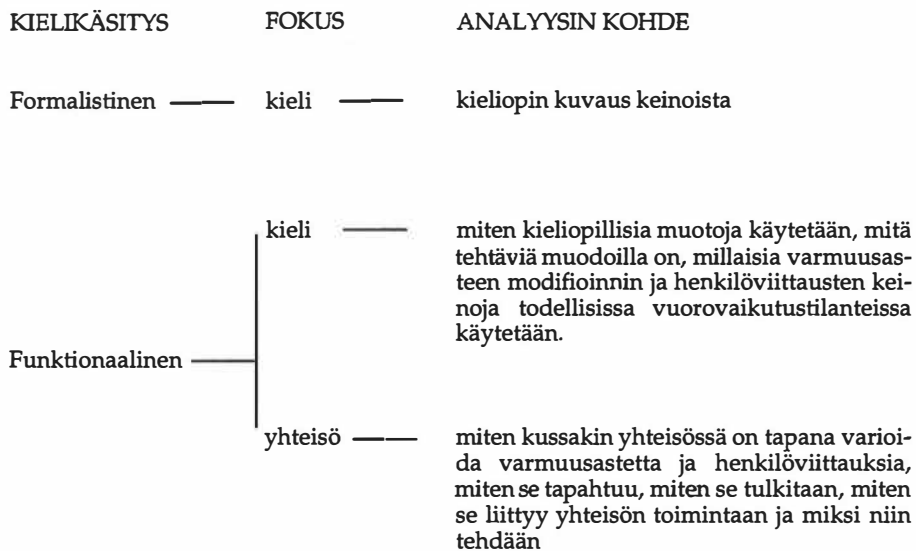 KIELIKÄSITYS FOKUS ANALYYSIN KOHDE
Formalistinen kieli kieliopin kuvaus keinoista
kieli miten kieliopillisia muotoja käytetään, mitä
tehtäviä muodoilla on, millaisia varmuusas-
teen modifioinnin ja henkilöviittausten kei-
noja todellisissa vuorovaikutustilanteissa
käytetään.
Funktionaalinen
yhteisö miten kussakin yhteisössä on tapana varioi-
da varmuusastetta ja henkilöviittauksia,
miten se tapahtuu, miten se tulkitaan, miten
se liittyy yhteisön toimintaan ja miksi niin
tehdään